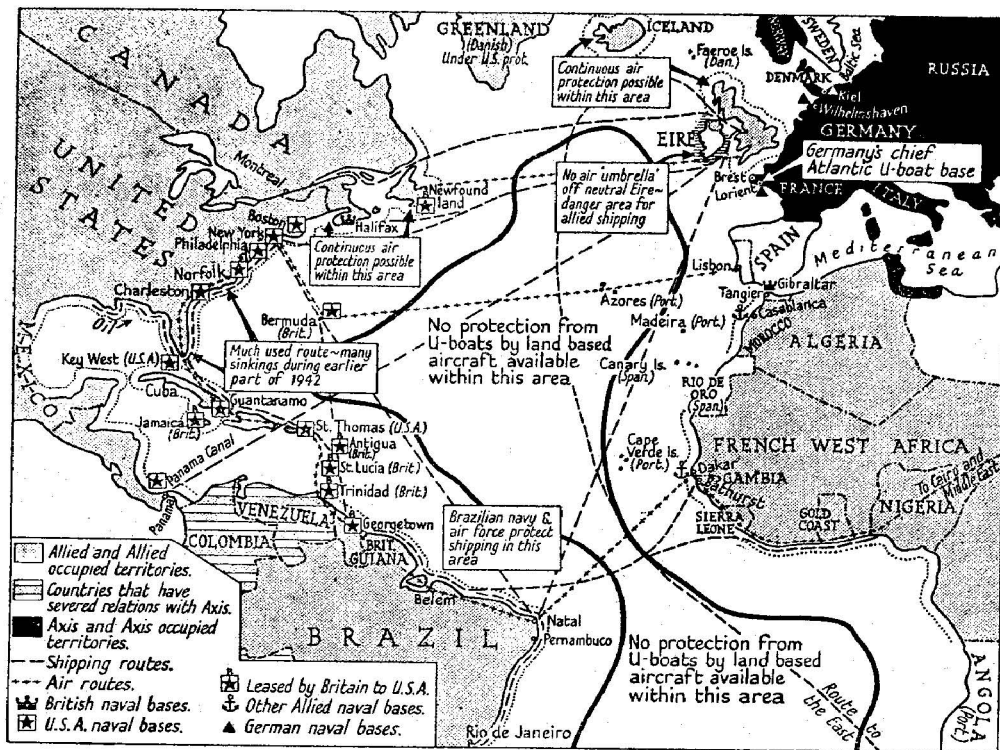 CANADA
UNITED
STATES
MEXICO
GREENLAND
(Danish)
Under U.S. prot.
ICELAND
Faeroe Is.
(Dan.)
SWEDEN
Baltic Sea
DENMARK
RUSSIA
Kiel
Wilhelmshaven
GERMANY
Germany's chief
Atlantic U-boat base
Brest
Lorient
FRANCE
ITALY
EIRE
Continuous air
protection possible
within this area
No air 'umbrella'
off neutral Eire~
danger area for
allied shipping
Montreal
Newfound
land
Halifax
Boston
New York
Philadelphia
Norfolk
Charleston
Continuous air
protection possible
within this area
SPAIN
Lisbon
Mediterranean
Sea
Gibraltar
Tangier
Casablanca
MOROCCO
ALGERIA
Azores (Port.)
Madeira (Port.)
Canary Is.
(Span.)
RIO DE
ORO
(Span.)
Bermuda
(Brit.)
No protection from
U-boats by land based
aircraft available
within this area
Oil
Key West (U.S.A)
Much used route~many
sinkings during earlier
part of 1942
Cuba
Guantanamo
Jamaica
(Brit.)
St. Thomas (U.S.A)
Antigua
(Brit.)
St. Lucia (Brit.)
Trinidad (Brit.)
Panama Canal
Panama
VENEZUELA
COLOMBIA
Georgetown
BRIT
GUIANA
Cape
Verde Is.
(Port.)
FRENCH WEST AFRICA
Dakar
GAMBIA
Bathurst
SIERRA
LEONE
GOLD
COAST
NIGERIA
To Cairo and
Middle East
Brazilian navy &
air force protect
shipping in this
area
Belem
BRAZIL
Natal
Pernambuco
Rio de Janeiro
No protection from
U-boats by land based
aircraft available
within this area
Route to
the East
ANGOLA
(Port.)
Allied and Allied
occupied territories.
Countries that have
severed relations with Axis.
Axis and Axis occupied
territories.
Shipping routes.
Air routes.
British naval bases.
U.S.A. naval bases.
Leased by Britain to U.S.A.
Other Allied naval bases.
German naval bases.